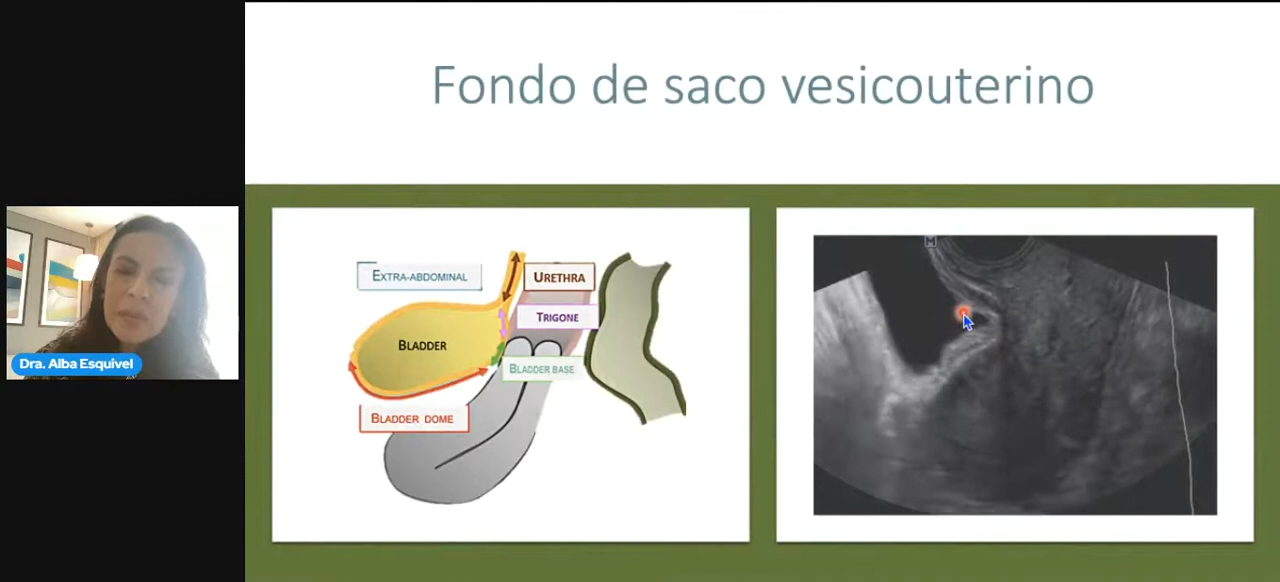 Fondo de saco vesicouterino
EXTRA-ABDOMINAL
URETHRA
TRIGONE
BLADDER
BLADDER BASE
BLADDER DOME
M
Dra. Alba Esquivel